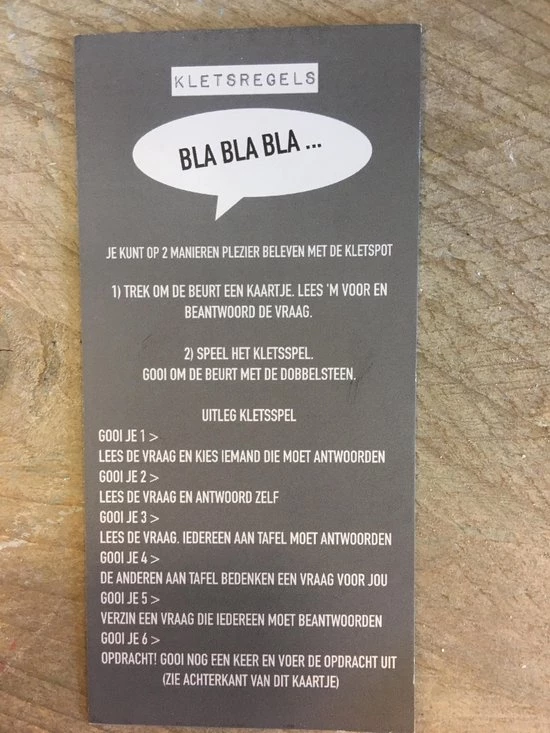 KLETSREGELS
BLA BLA BLA ...
JE KUNT OP 2 MANIEREN PLEZIER BELEVEN MET DE KLETSPOT
1) TREK OM DE BEURT EEN KAARTJE. LEES 'M VOOR EN
BEANTWOORD DE VRAAG.
2) SPEEL HET KLETSSPEL.
GOOI OM DE BEURT MET DE DOBBELSTEEN.
UITLEG KLETSSPEL
GOOI JE 1 >
LEES DE VRAAG EN KIES IEMAND DIE MOET ANTWOORDEN
GOOI JE 2 >
LEES DE VRAAG EN ANTWOORD ZELF
GOOI JE 3 >
LEES DE VRAAG. IEDEREEN AAN TAFEL MOET ANTWOORDEN
GOOI JE 4 >
DE ANDEREN AAN TAFEL BEDENKEN EEN VRAAG VOOR JOU
GOOI JE 5 >
VERZIN EEN VRAAG DIE IEDEREEN MOET BEANTWOORDEN
GOOI JE 6 >
OPDRACHT! GOOI NOG EEN KEER EN VOER DE OPDRACHT UIT
(ZIE ACHTERKANT VAN DIT KAARTJE)